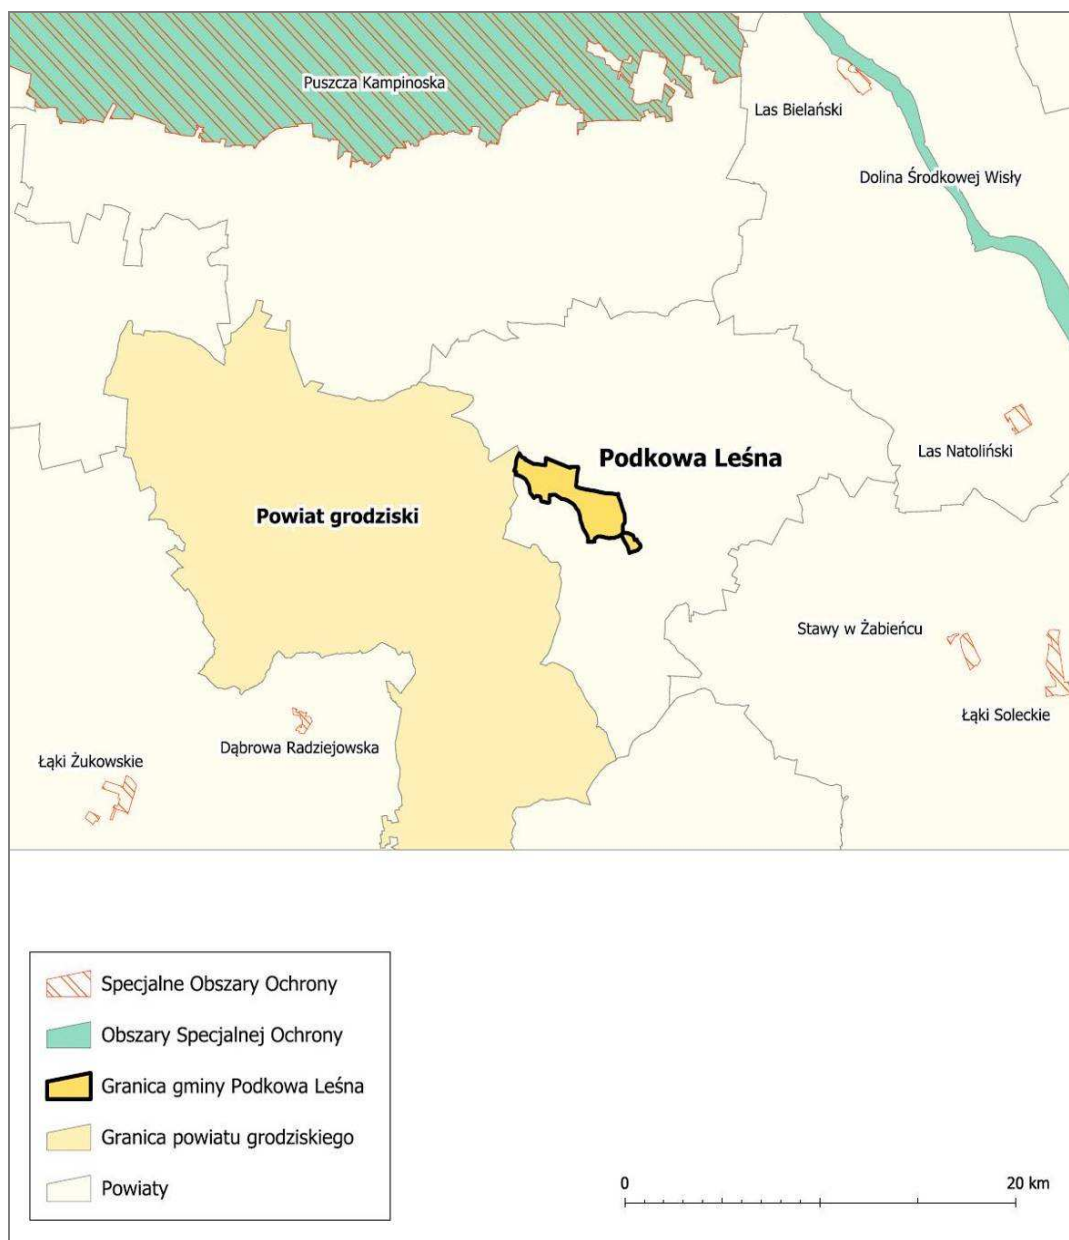 Puszcza Kampinoska
Las Bielański
Dolina Środkowej Wisły
Las Natoliński
Podkowa Leśna
Powiat grodziski
Stawy w Żabieńcu
Łąki Soleckie
Dąbrowa Radziejowska
Łąki Żukowskie
Specjalne Obszary Ochrony
Obszary Specjalnej Ochrony
Granica gminy Podkowa Leśna
Granica powiatu grodziskiego
Powiaty
0 20 km